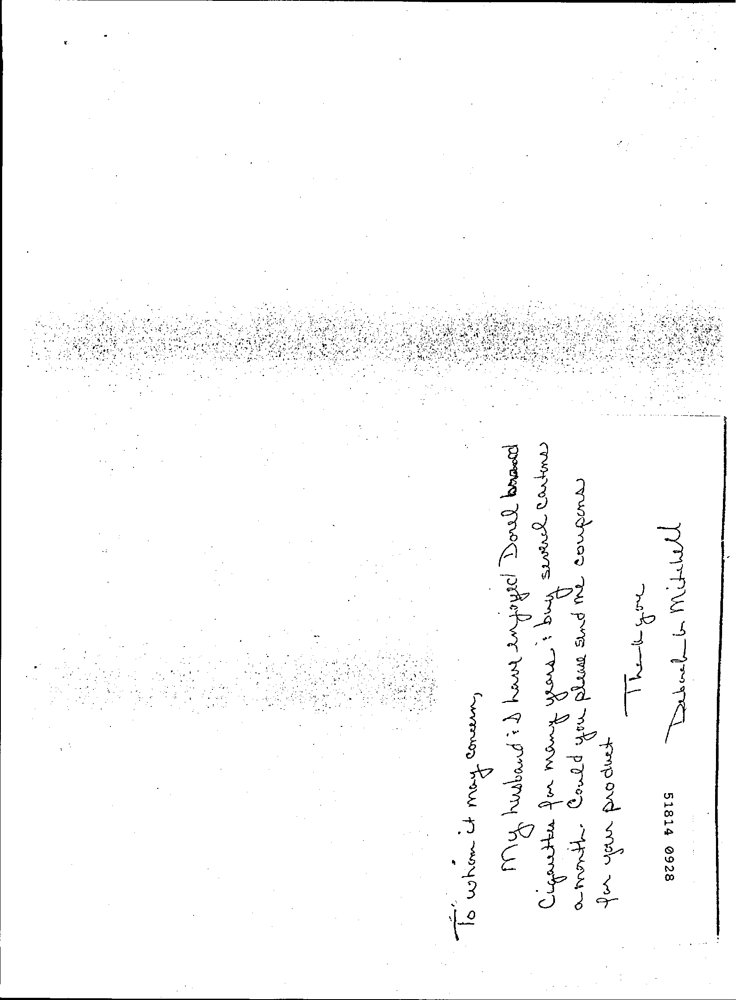 To whom it may concern,
My husband & I have enjoyed Dorel brand
Cigarettes for many years & buy several cartons
a month. Could you please send me coupons
for your product
Thank you
Deborah Mitchell
51814 0928